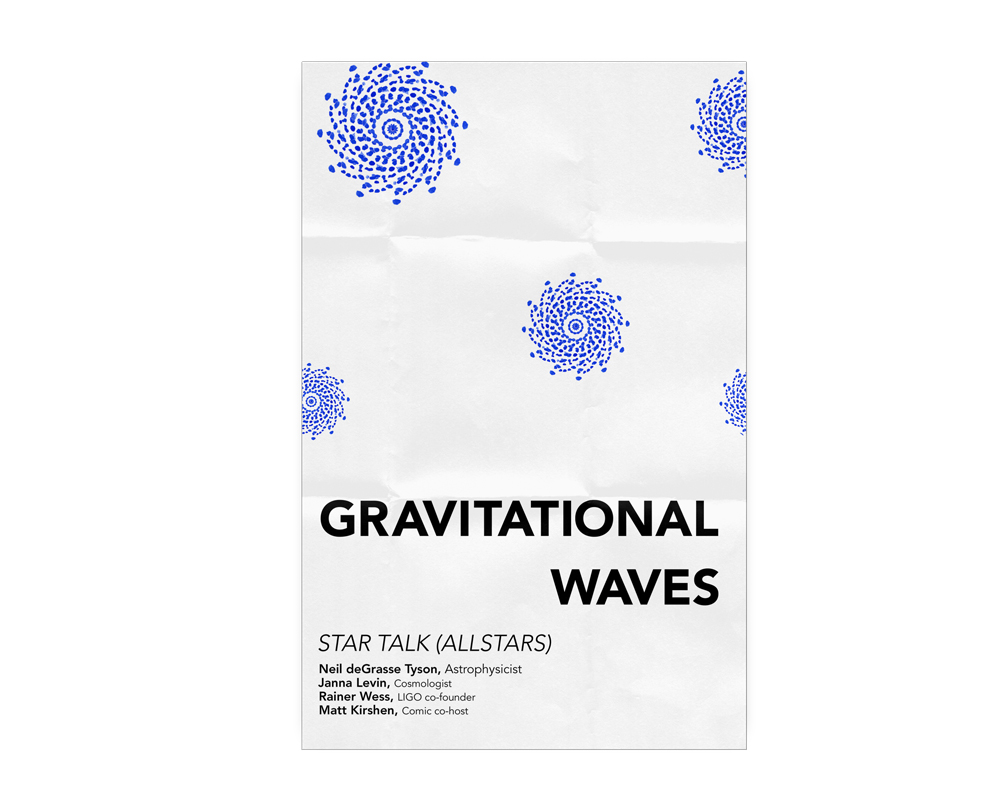 GRAVITATIONAL
WAVES
STAR TALK (ALLSTARS)
Neil deGrasse Tyson, Astrophysicist
Janna Levin, Cosmologist
Rainer Wess, LIGO co-founder
Matt Kirshen, Comic co-host